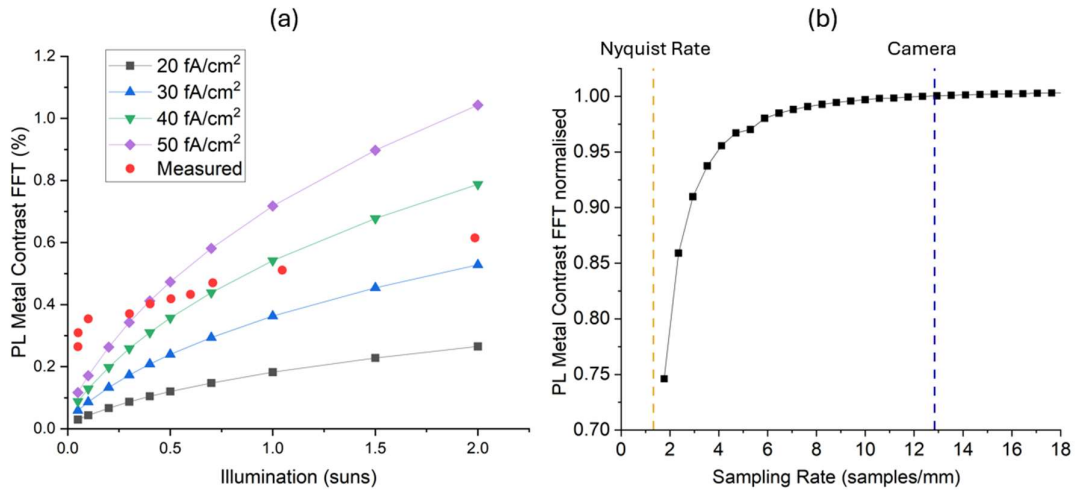 (a)
PL Metal Contrast FFT (%)
1.2
1.0
0.8
0.6
0.4
0.2
0.0
20 fA/cm²
30 fA/cm²
40 fA/cm²
50 fA/cm²
Measured
0.0 0.5 1.0 1.5 2.0
Illumination (suns)
(b)
Nyquist Rate Camera
PL Metal Contrast FFT normalised
1.00
0.95
0.90
0.85
0.80
0.75
0.70
0 2 4 6 8 10 12 14 16 18
Sampling Rate (samples/mm)